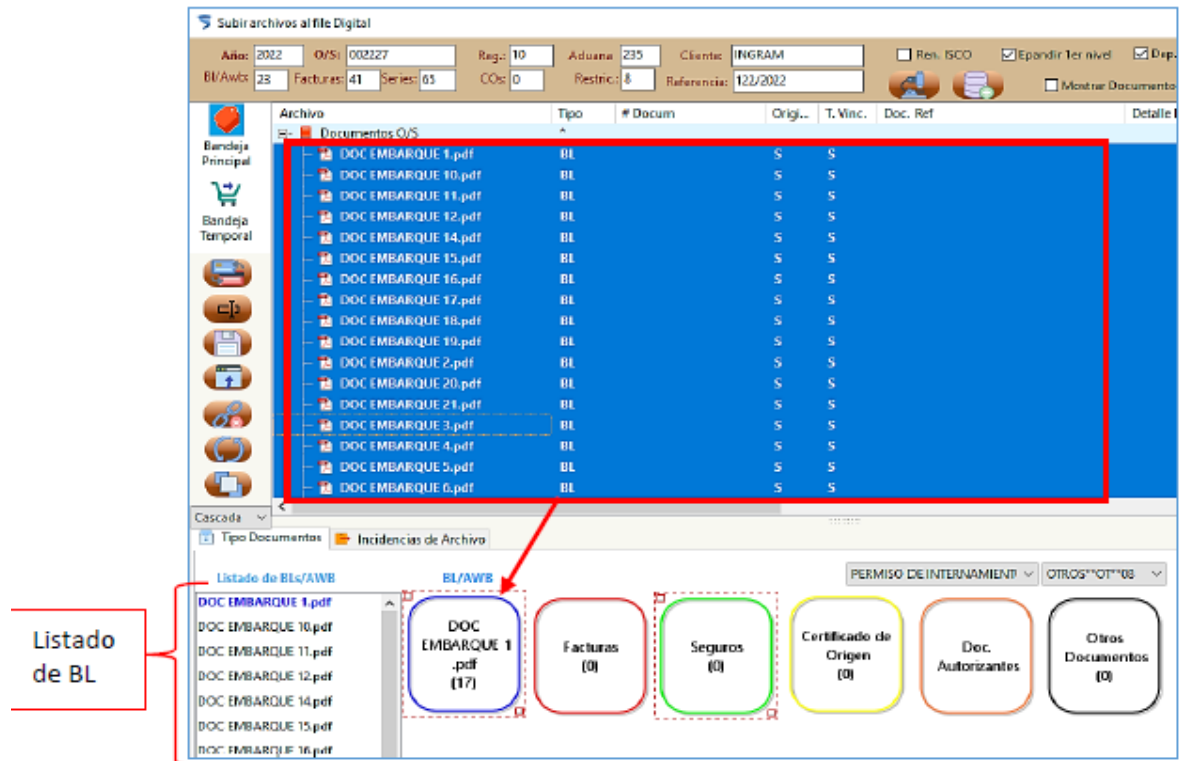 Subir archivos al file Digital
Año: 2022 O/S: 002227 Reg.: 10 Aduana 235 Cliente: INGRAM Ren. ISCO Epandir 1er nivel Dep.
Bl/Awb: 23 Facturas: 41 Series: 65 COs: 0 Restric.: 8 Referencia: 122/2022 Mostrar Documento
Archivo Tipo # Docum Origi... T. Vinc. Doc. Ref Detalle
Documentos O/S
Bandeja Principal
Bandeja Temporal
DOC EMBARQUE 1.pdf BL S S
DOC EMBARQUE 10.pdf BL S S
DOC EMBARQUE 11.pdf BL S S
DOC EMBARQUE 12.pdf BL S S
DOC EMBARQUE 14.pdf BL S S
DOC EMBARQUE 15.pdf BL S S
DOC EMBARQUE 16.pdf BL S S
DOC EMBARQUE 17.pdf BL S S
DOC EMBARQUE 18.pdf BL S S
DOC EMBARQUE 19.pdf BL S S
DOC EMBARQUE 2.pdf BL S S
DOC EMBARQUE 20.pdf BL S S
DOC EMBARQUE 21.pdf BL S S
DOC EMBARQUE 3.pdf BL S S
DOC EMBARQUE 4.pdf BL S S
DOC EMBARQUE 5.pdf BL S S
DOC EMBARQUE 6.pdf BL S S
Cascada
Tipo Documentos Incidencias de Archivo
Listado de BLs/AWB BL/AWB PERMISO DE INTERNAMIENT OTROS**OT**08
DOC EMBARQUE 1.pdf
DOC EMBARQUE 10.pdf
DOC EMBARQUE 11.pdf
DOC EMBARQUE 12.pdf
DOC EMBARQUE 14.pdf
DOC EMBARQUE 15.pdf
DOC EMBARQUE 16.pdf
Listado
de BL
DOC
EMBARQUE 1
.pdf
(17)
Facturas
(0)
Seguros
(0)
Certificado de
Origen
(0)
Doc.
Autorizantes
Otros
Documentos
(0)